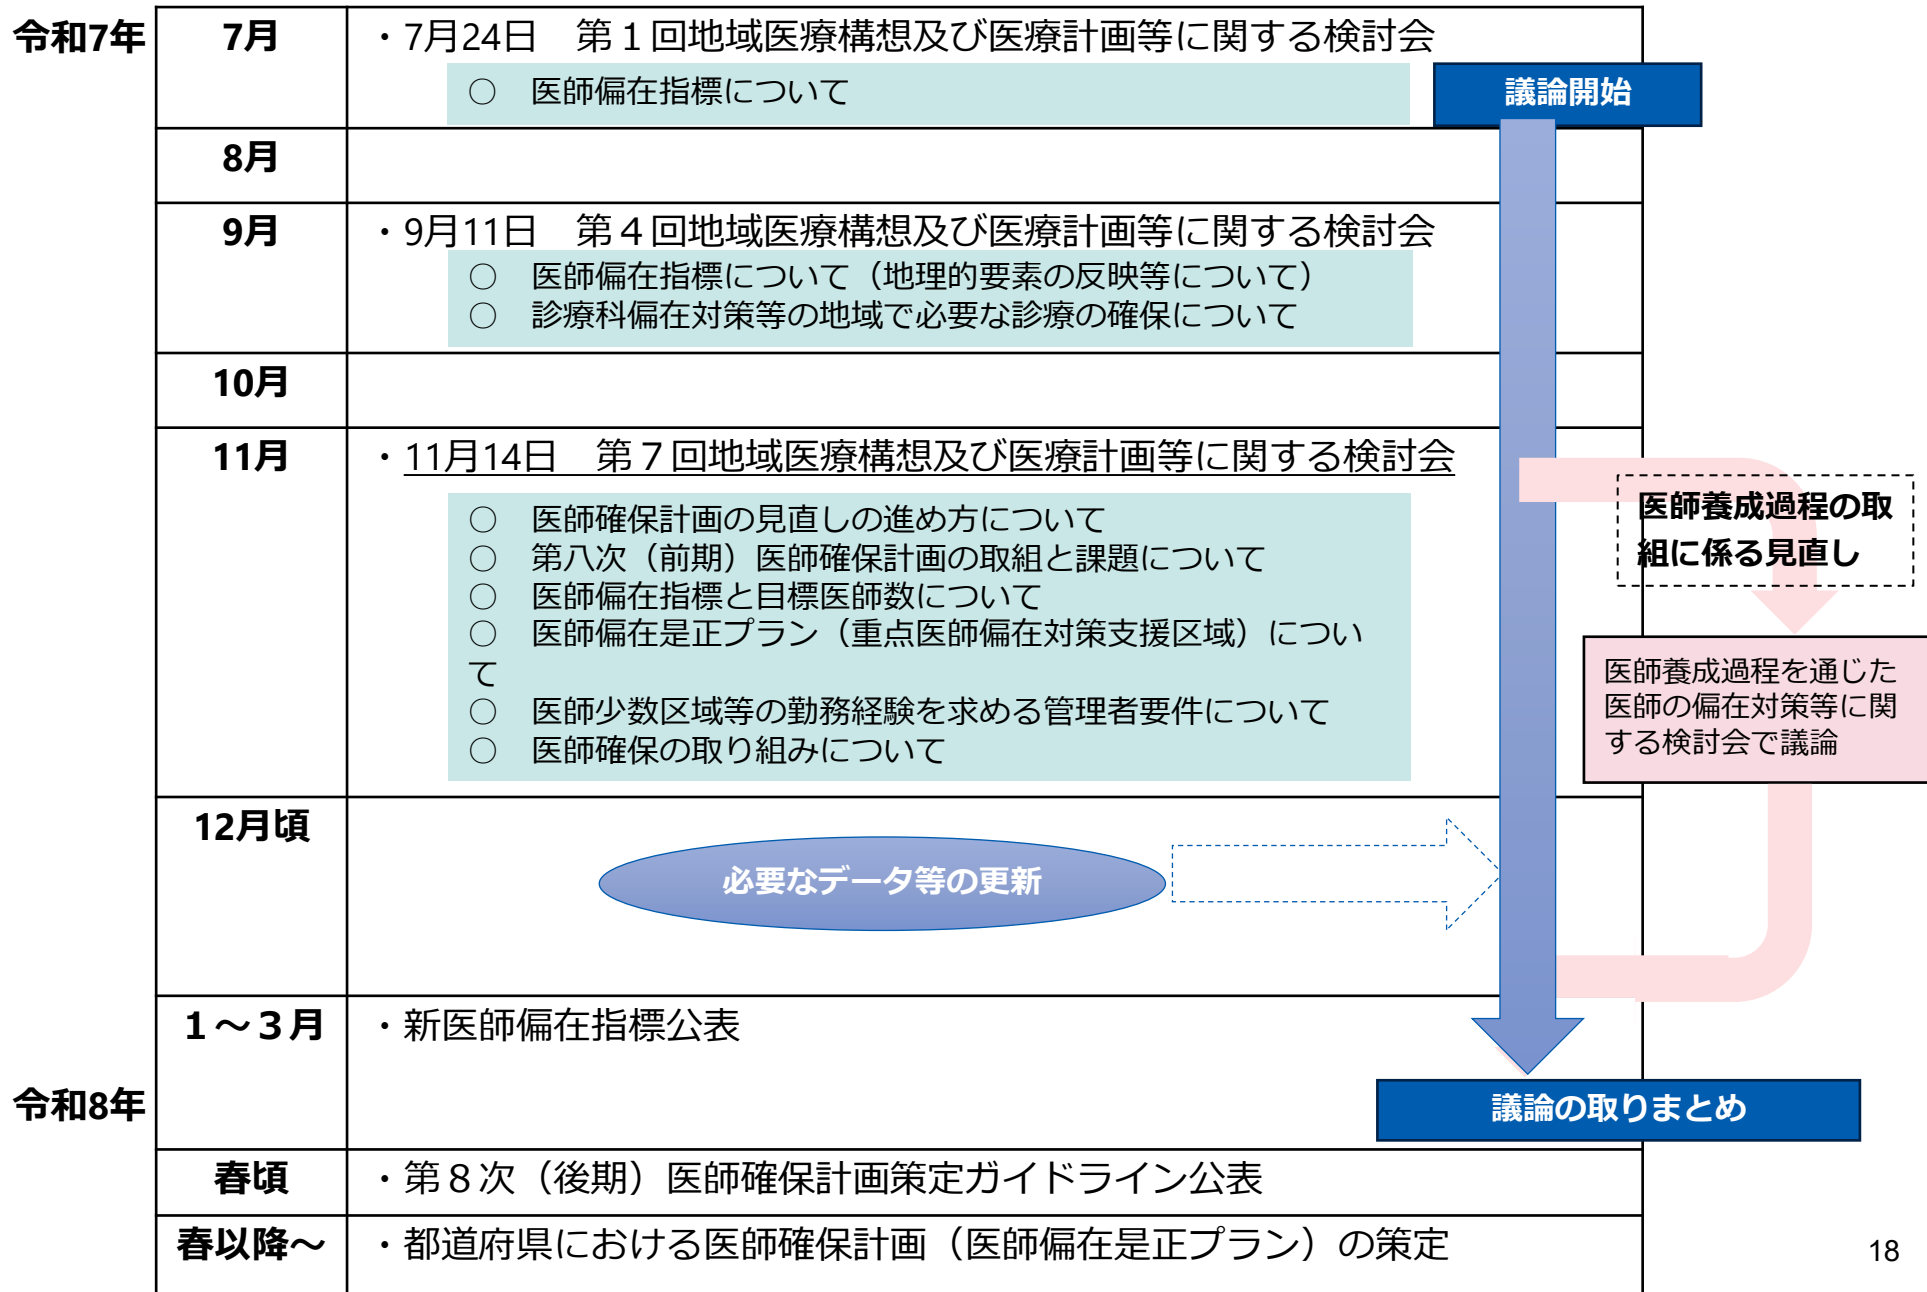 令和7年
7月
・7月24日　第１回地域医療構想及び医療計画等に関する検討会
○　医師偏在指標について
議論開始
8月
9月
・9月11日　第４回地域医療構想及び医療計画等に関する検討会
○　医師偏在指標について（地理的要素の反映等について）
○　診療科偏在対策等の地域で必要な診療の確保について
10月
11月
・11月14日　第７回地域医療構想及び医療計画等に関する検討会
○　医師確保計画の見直しの進め方について
○　第八次（前期）医師確保計画の取組と課題について
○　医師偏在指標と目標医師数について
○　医師偏在是正プラン（重点医師偏在対策支援区域）につい
て
○　医師少数区域等の勤務経験を求める管理者要件について
○　医師確保の取り組みについて
医師養成過程の取
組に係る見直し
医師養成過程を通じた
医師の偏在対策等に関
する検討会で議論
12月頃
必要なデータ等の更新
１～３月
・新医師偏在指標公表
令和8年
議論の取りまとめ
春頃
・第８次（後期）医師確保計画策定ガイドライン公表
春以降～
・都道府県における医師確保計画（医師偏在是正プラン）の策定
18